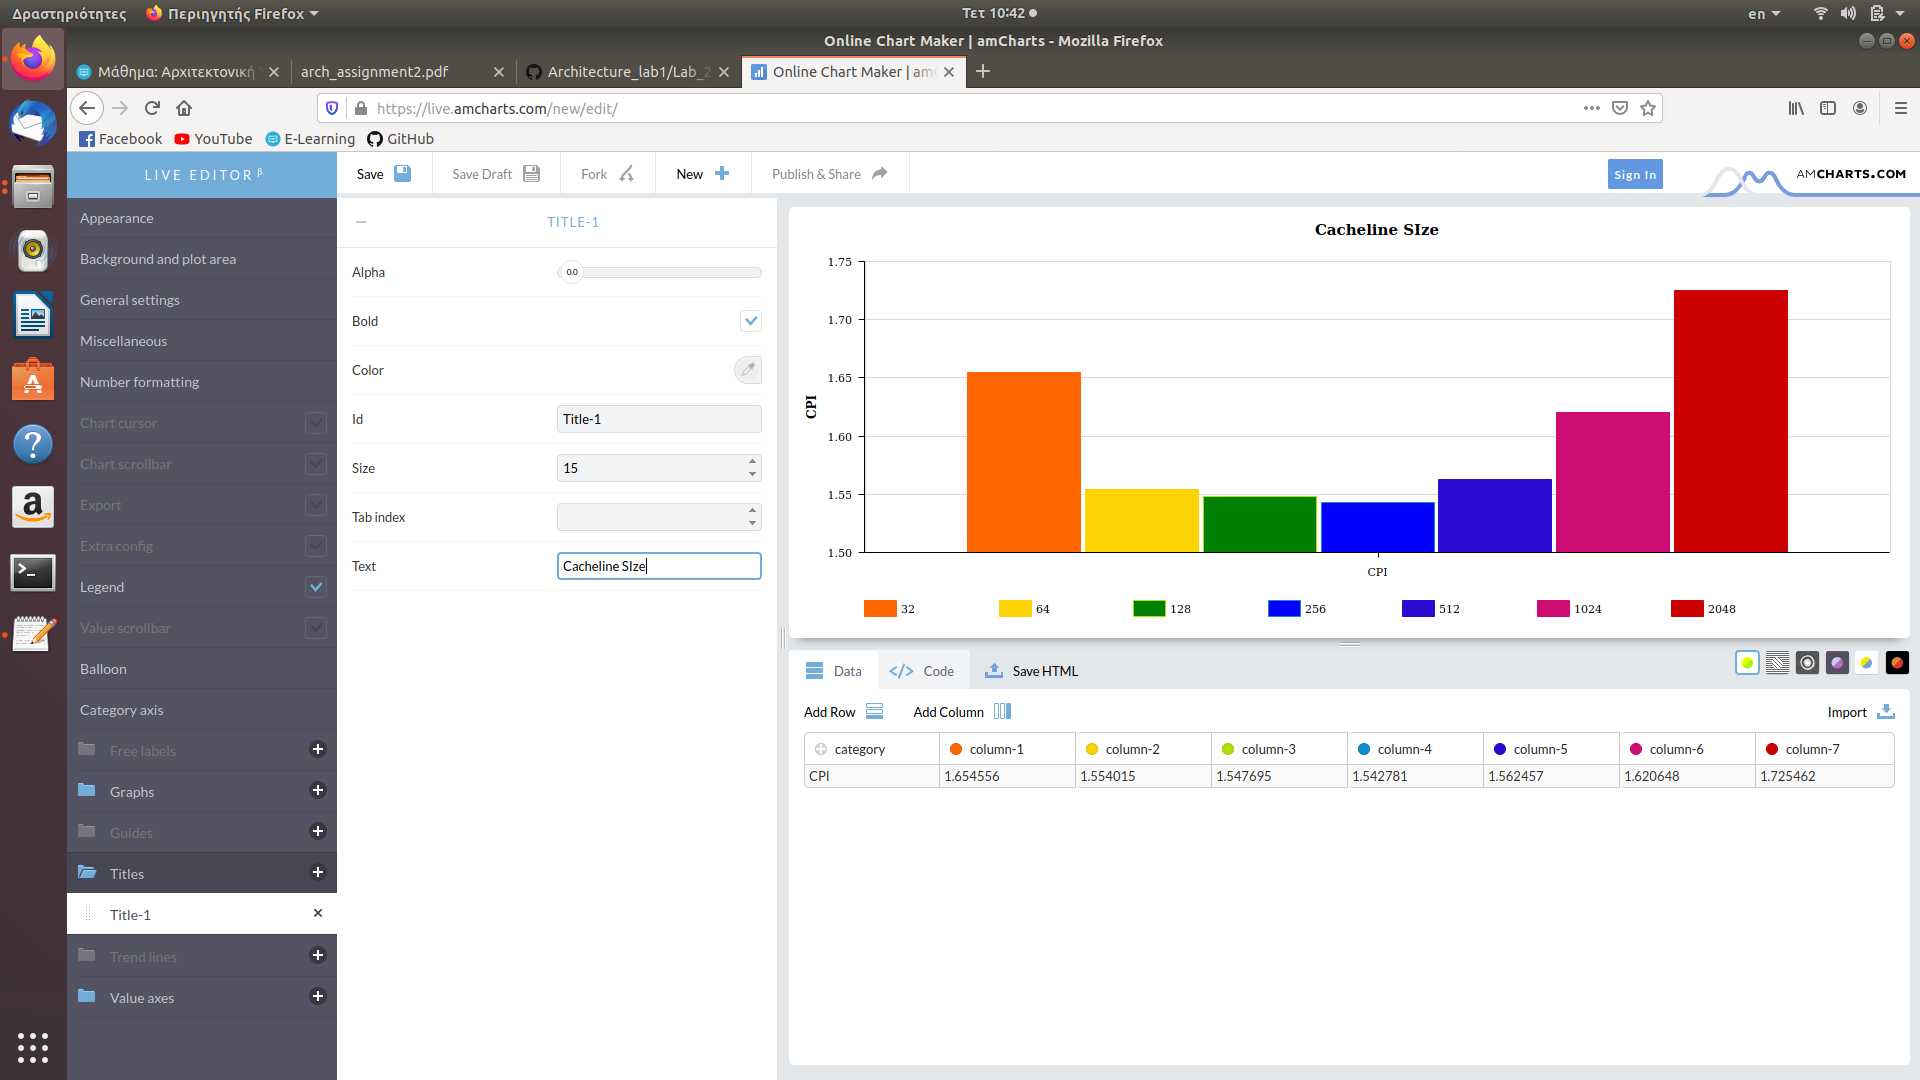 Δραστηριότητες
Περιηγητής Firefox
Τετ 10:42
en
Online Chart Maker | amCharts - Mozilla Firefox
Μάθημα: Αρχιτεκτονική
arch_assignment2.pdf
Architecture_lab1/Lab_2
Online Chart Maker | am
https://live.amcharts.com/new/edit/
Facebook
YouTube
E-Learning
GitHub
LIVE EDITOR β
Save
Save Draft
Fork
New
Publish & Share
Sign In
AMCHARTS.COM
Appearance
Background and plot area
General settings
Miscellaneous
Number formatting
Chart cursor
Chart scrollbar
Export
Extra config
Legend
Value scrollbar
Balloon
Category axis
Free labels
Graphs
Guides
Titles
Title-1
Trend lines
Value axes
TITLE-1
Alpha
0.0
Bold
Color
Id
Title-1
Size
15
Tab index
Text
Cacheline SIze
Cacheline SIze
1.75
1.70
1.65
1.60
1.55
1.50
CPI
CPI
32
64
128
256
512
1024
2048
Data
Code
Save HTML
Add Row
Add Column
Import
category
column-1
column-2
column-3
column-4
column-5
column-6
column-7
CPI
1.654556
1.554015
1.547695
1.542781
1.562457
1.620648
1.725462